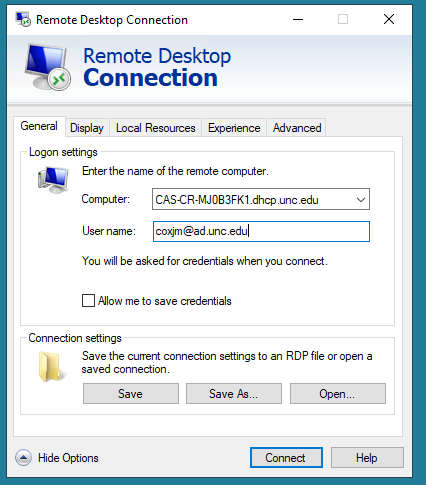 Remote Desktop Connection
Remote Desktop
Connection
General
Display
Local Resources
Experience
Advanced
Logon settings
Enter the name of the remote computer.
Computer:
CAS-CR-MJ0B3FK1.dhcp.unc.edu
User name:
coxjm@ad.unc.edu
You will be asked for credentials when you connect.
Allow me to save credentials
Connection settings
Save the current connection settings to an RDP file or open a
saved connection.
Save
Save As...
Open...
Hide Options
Connect
Help